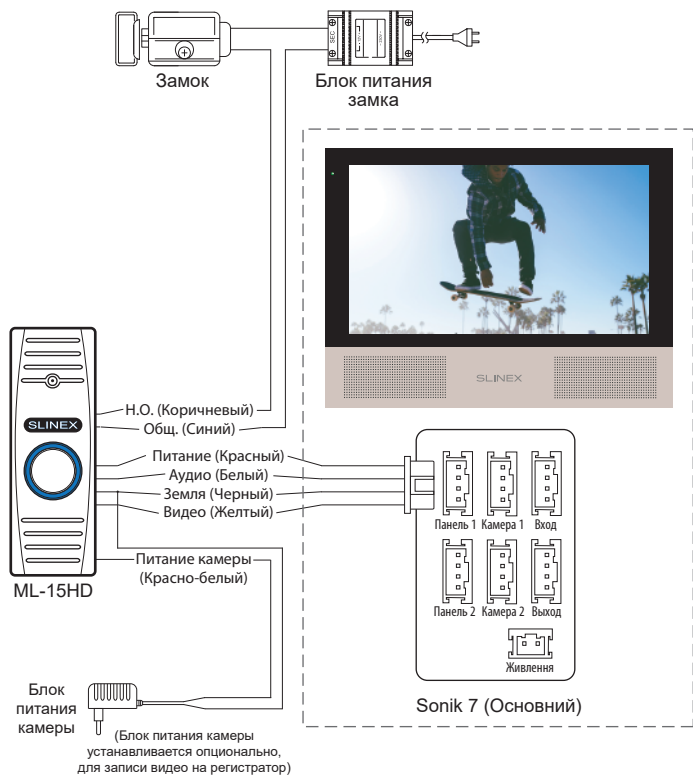 SEC
~220V~
Замок
Блок питания
замка
SLINEX
Н.О. (Коричневый)
Общ. (Синий)
SLINEX
Питание (Красный)
Аудио (Белый)
Земля (Черный)
Видео (Желтый)
Питание камеры
(Красно-белый)
ML-15HD
Панель 1 Камера 1 Вход
Панель 2 Камера 2 Выход
Живлення
Sonik 7 (Основний)
Блок
питания
камеры
(Блок питания камеры
устанавливается опционально,
для записи видео на регистратор)